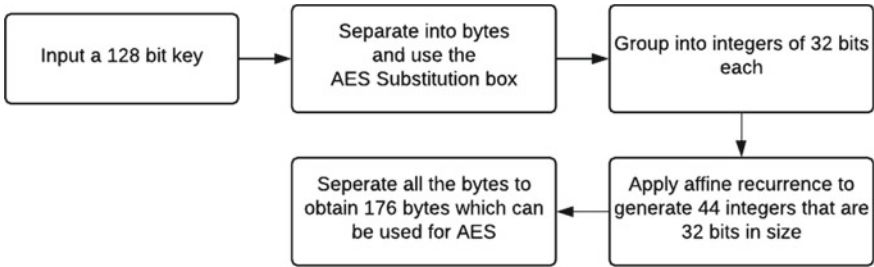 Input a 128 bit key
Separate into bytes
and use the
AES Substitution box
Group into integers of 32 bits
each
Apply affine recurrence to
generate 44 integers that are
32 bits in size
Seperate all the bytes to
obtain 176 bytes which can
be used for AES